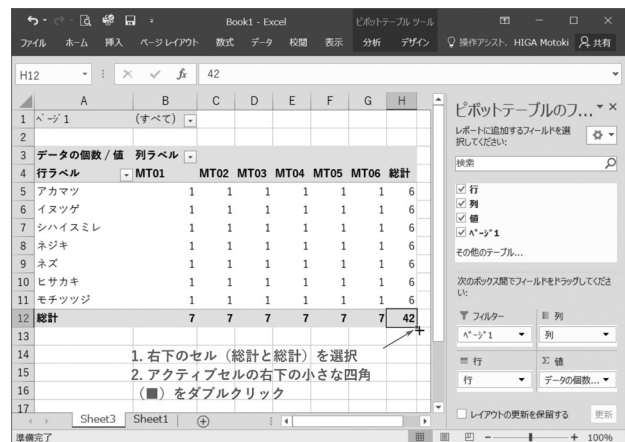 Book1 - Excel
ピボットテーブル ツール
ファイル ホーム 挿入 ページ レイアウト 数式 データ 校閲 表示 分析 デザイン 操作アシスト、 HIGA Motoki 共有
H12 fx 42
A B C D E F G H
1 ページ1 (すべて)
2
3 データの個数 / 値 列ラベル
4 行ラベル MT01 MT02 MT03 MT04 MT05 MT06 総計
5 アカマツ 1 1 1 1 1 1 6
6 イヌツゲ 1 1 1 1 1 1 6
7 シハイスミレ 1 1 1 1 1 1 6
8 ネジキ 1 1 1 1 1 1 6
9 ネズ 1 1 1 1 1 1 6
10 ヒサカキ 1 1 1 1 1 1 6
11 モチツツジ 1 1 1 1 1 1 6
12 総計 7 7 7 7 7 7 42
13
14 1. 右下のセル（総計と総計）を選択
15 2. アクティブセルの右下の小さな四角
16 （■）をダブルクリック
17
Sheet3 Sheet1
準備完了
100%
ピボットテーブルのフ...
レポートに追加するフィールドを選択してください:
検索
行
列
値
ページ1
その他のテーブル...
次のボックス間でフィールドをドラッグしてください:
フィルター
ページ1
列
列
行
行
Σ 値
データの個数...
レイアウトの更新を保留する 更新